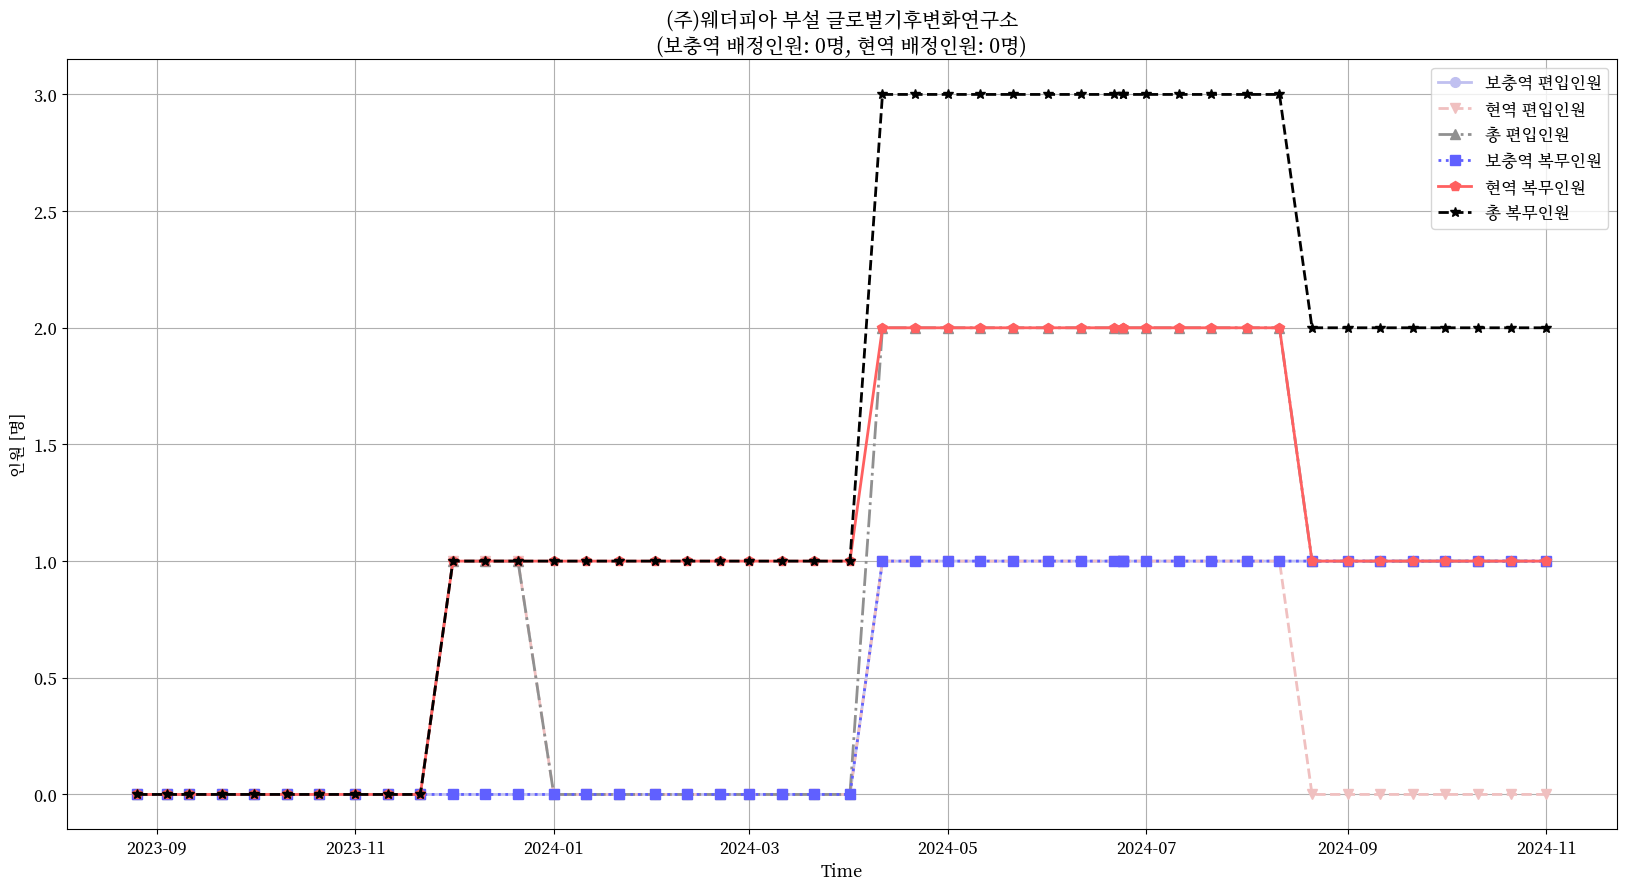 (주)웨더피아 부설 글로벌기후변화연구소
(보충역 배정인원: 0명, 현역 배정인원: 0명)
보충역 편입인원
현역 편입인원
총 편입인원
보충역 복무인원
현역 복무인원
총 복무인원
인원 [명]
3.0
2.5
2.0
1.5
1.0
0.5
0.0
2023-09 2023-11 2024-01 2024-03 2024-05 2024-07 2024-09 2024-11
Time